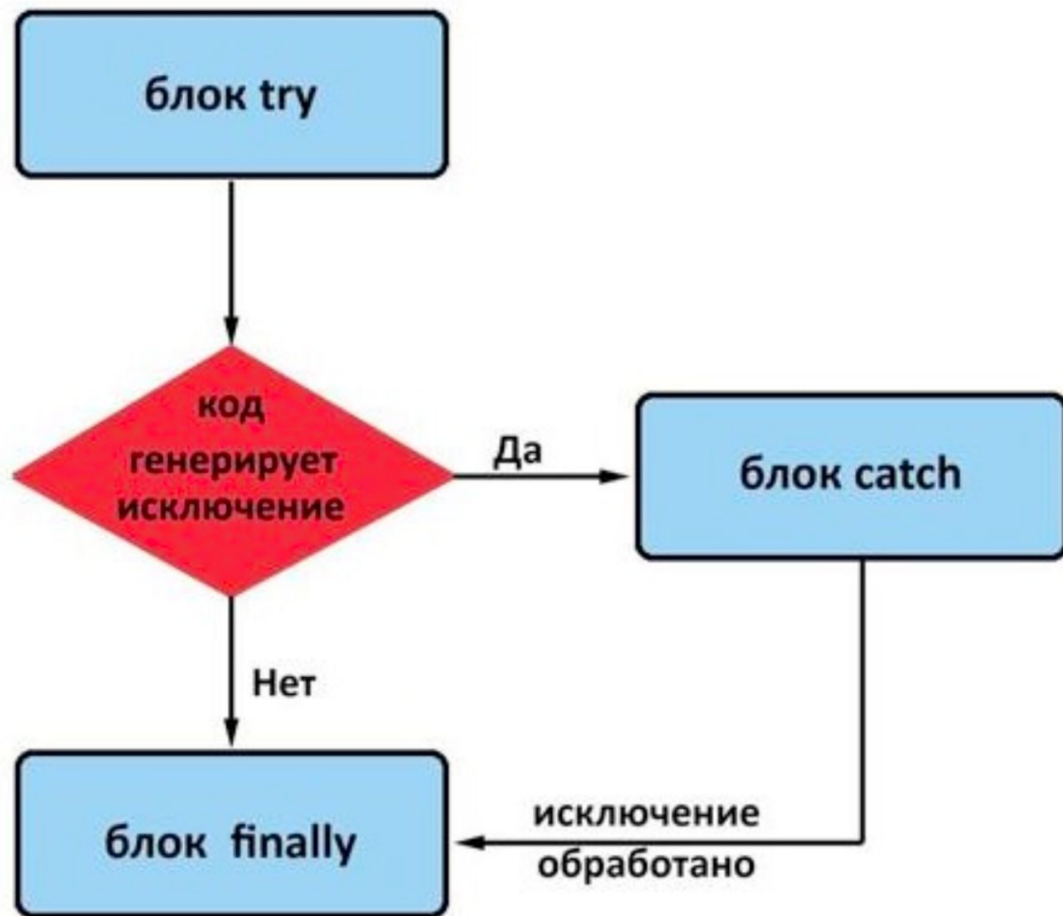 блок try
код
генерирует
исключение
Да
блок catch
Нет
блок finally
исключение
обработано